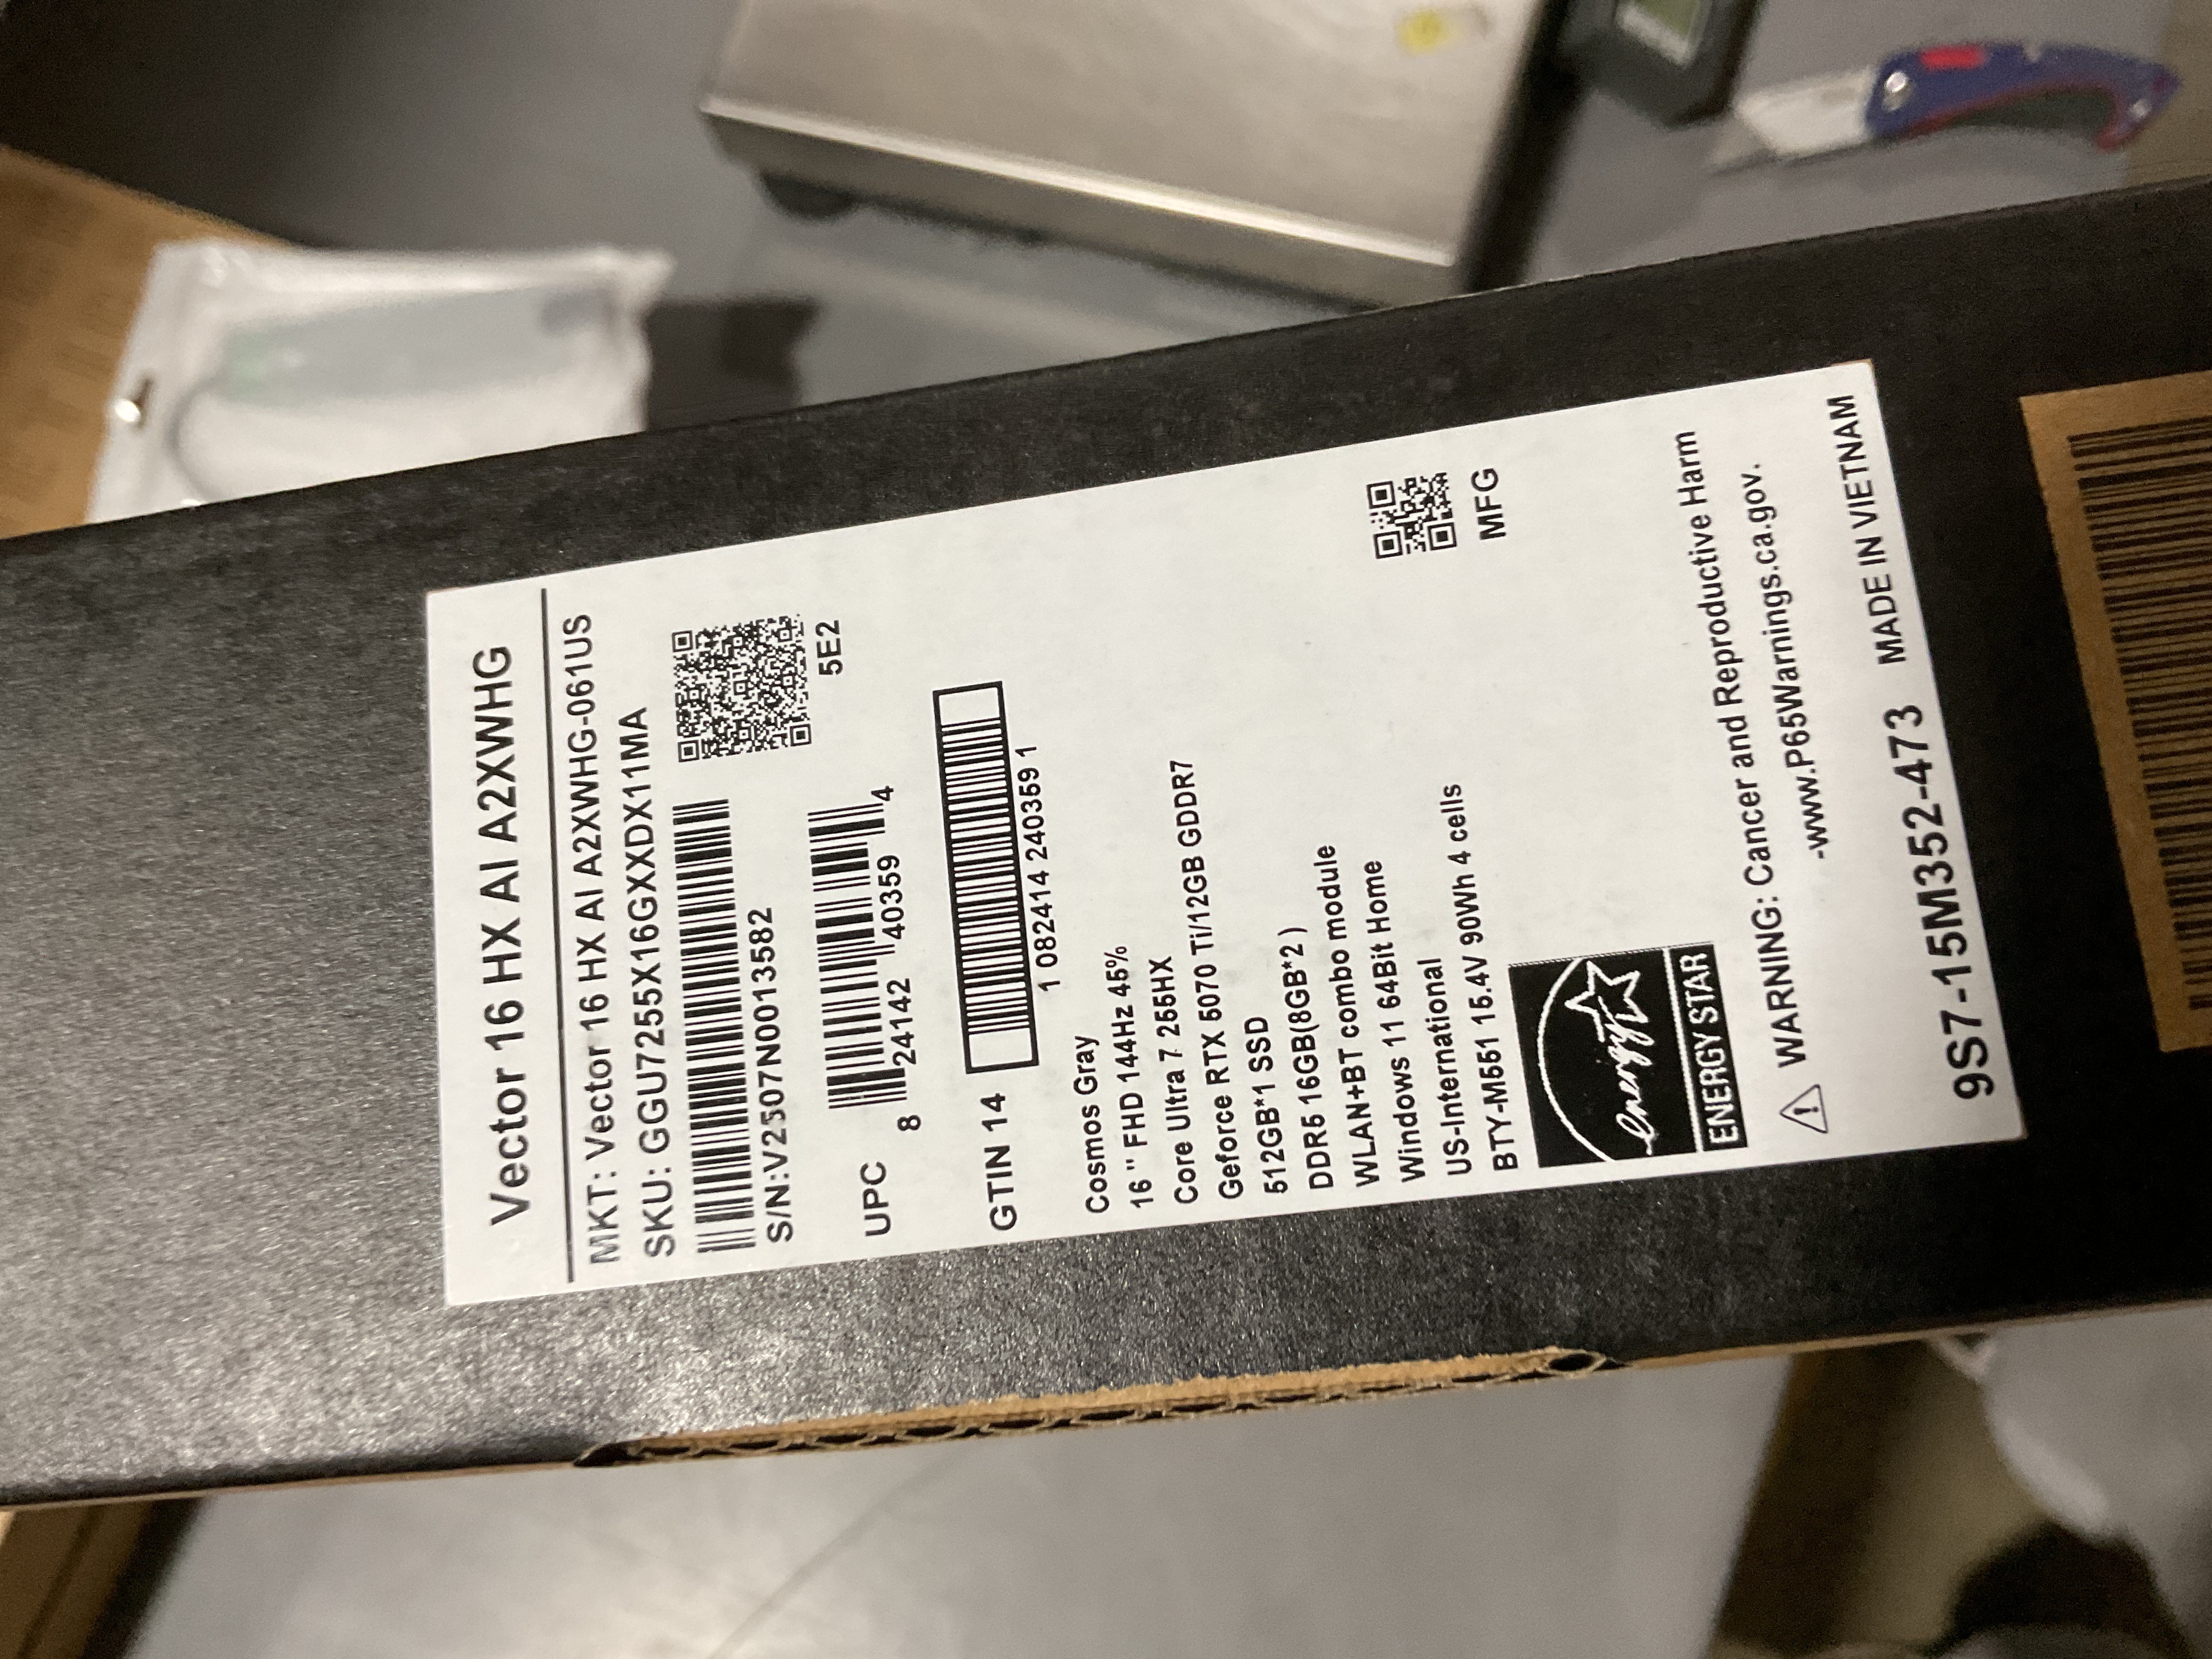 Vector 16 HX AI A2XWHG
MKT: Vector 16 HX AI A2XWHG-061US
SKU: GGU7255X16GXXDX11MA
S/N:V2507N0013582
5E2
UPC 8 24142 40359 4
GTIN 14
1 082414 240359 1
Cosmos Gray
16 " FHD 144Hz 45%
Core Ultra 7 255HX
Geforce RTX 5070 Ti/12GB GDDR7
512GB*1 SSD
DDR5 16GB(8GB*2 )
WLAN+BT combo module
Windows 11 64Bit Home
US-International
BTY-M551 15.4V 90Wh 4 cells
MFG
energy
ENERGY STAR
WARNING: Cancer and Reproductive Harm
-www.P65Warnings.ca.gov.
MADE IN VIETNAM
9S7-15M352-473